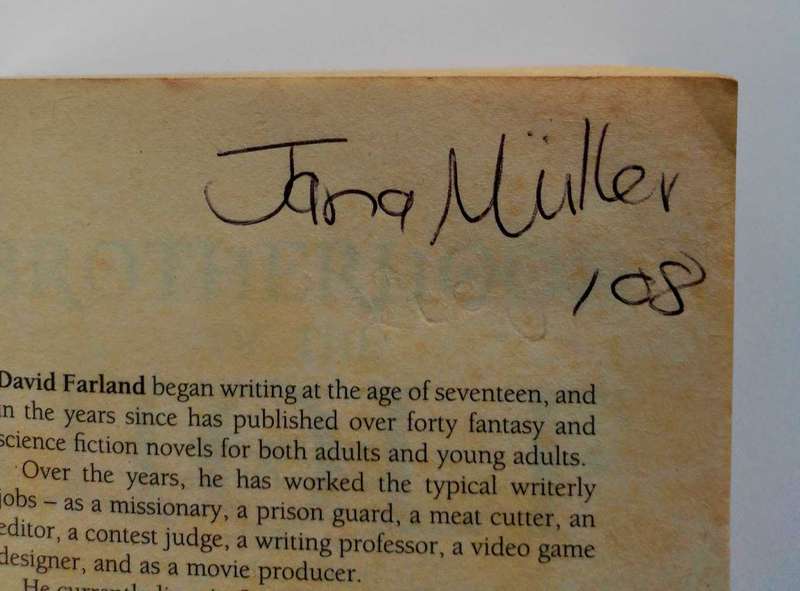 Jana Müller
108
David Farland began writing at the age of seventeen, and
in the years since has published over forty fantasy and
science fiction novels for both adults and young adults.
Over the years, he has worked the typical writerly
jobs – as a missionary, a prison guard, a meat cutter, an
editor, a contest judge, a writing professor, a video game
designer, and as a movie producer.
He currently